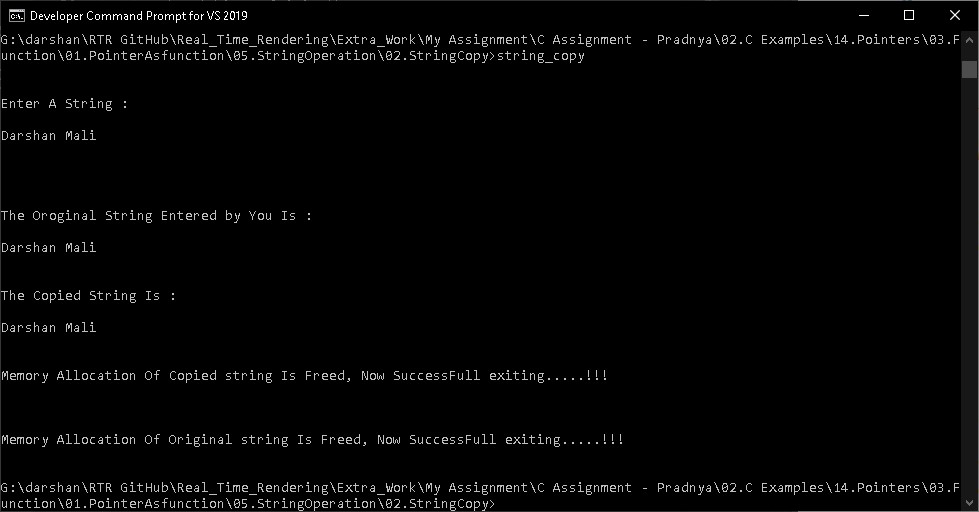 Developer Command Prompt for VS 2019
G:\darshan\RTR GitHub\Real_Time_Rendering\Extra_Work\My Assignment\C Assignment - Pradnya\02.C Examples\14.Pointers\03.F
unction\01.PointerAsfunction\05.StringOperation\02.StringCopy>string_copy
Enter A String :
Darshan Mali
The Oroginal String Entered by You Is :
Darshan Mali
The Copied String Is :
Darshan Mali
Memory Allocation Of Copied string Is Freed, Now SuccessFull exiting.....!!!
Memory Allocation Of Original string Is Freed, Now SuccessFull exiting.....!!!
G:\darshan\RTR GitHub\Real_Time_Rendering\Extra_Work\My Assignment\C Assignment - Pradnya\02.C Examples\14.Pointers\03.F
unction\01.PointerAsfunction\05.StringOperation\02.StringCopy>